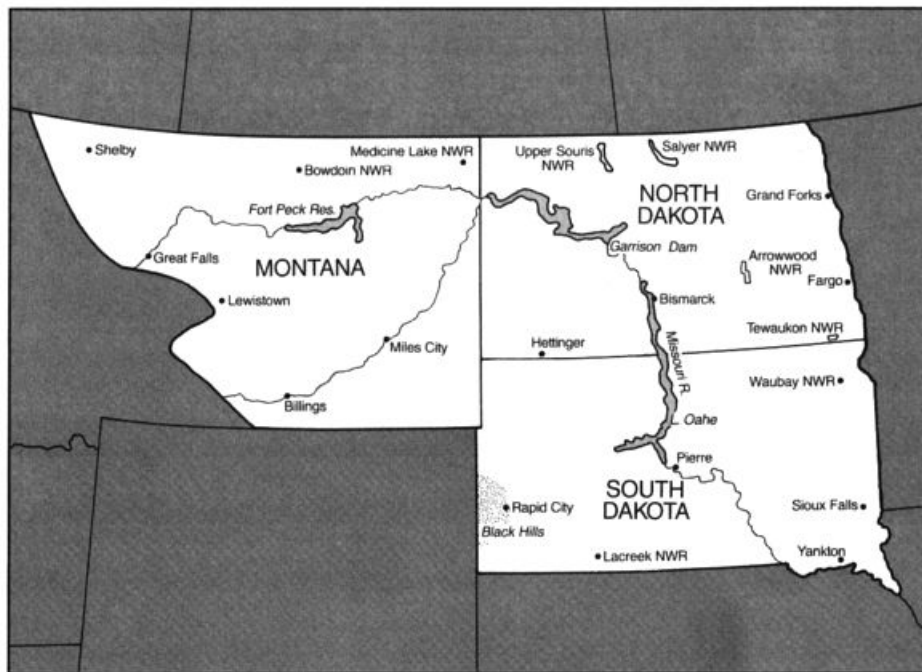 Shelby
Medicine Lake NWR
Bowdoin NWR
Fort Peck Res.
Great Falls
MONTANA
Lewistown
Miles City
Billings
Upper Souris
NWR
Salyer NWR
NORTH
DAKOTA
Grand Forks
Garrison Dam
Arrowwood
NWR
Fargo
Bismarck
Tewaukon NWR
Hettinger
Missouri R.
Waubay NWR
L. Oahe
Pierre
SOUTH
DAKOTA
Rapid City
Black Hills
Sioux Falls
Lacreek NWR
Yankton